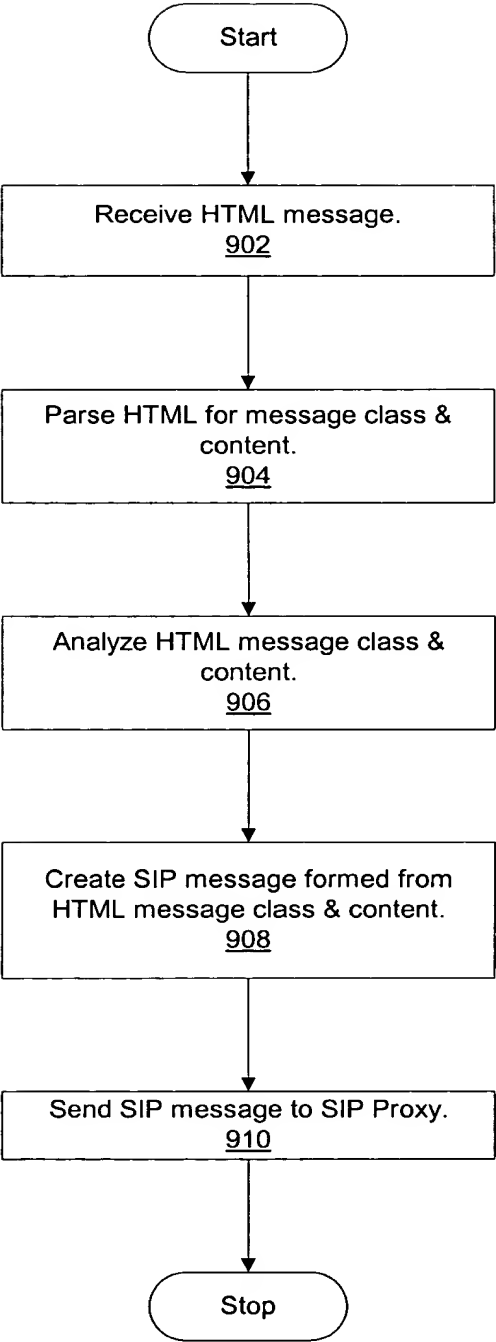 Start
Receive HTML message.
902
Parse HTML for message class &
content.
904
Analyze HTML message class &
content.
906
Create SIP message formed from
HTML message class & content.
908
Send SIP message to SIP Proxy.
910
Stop